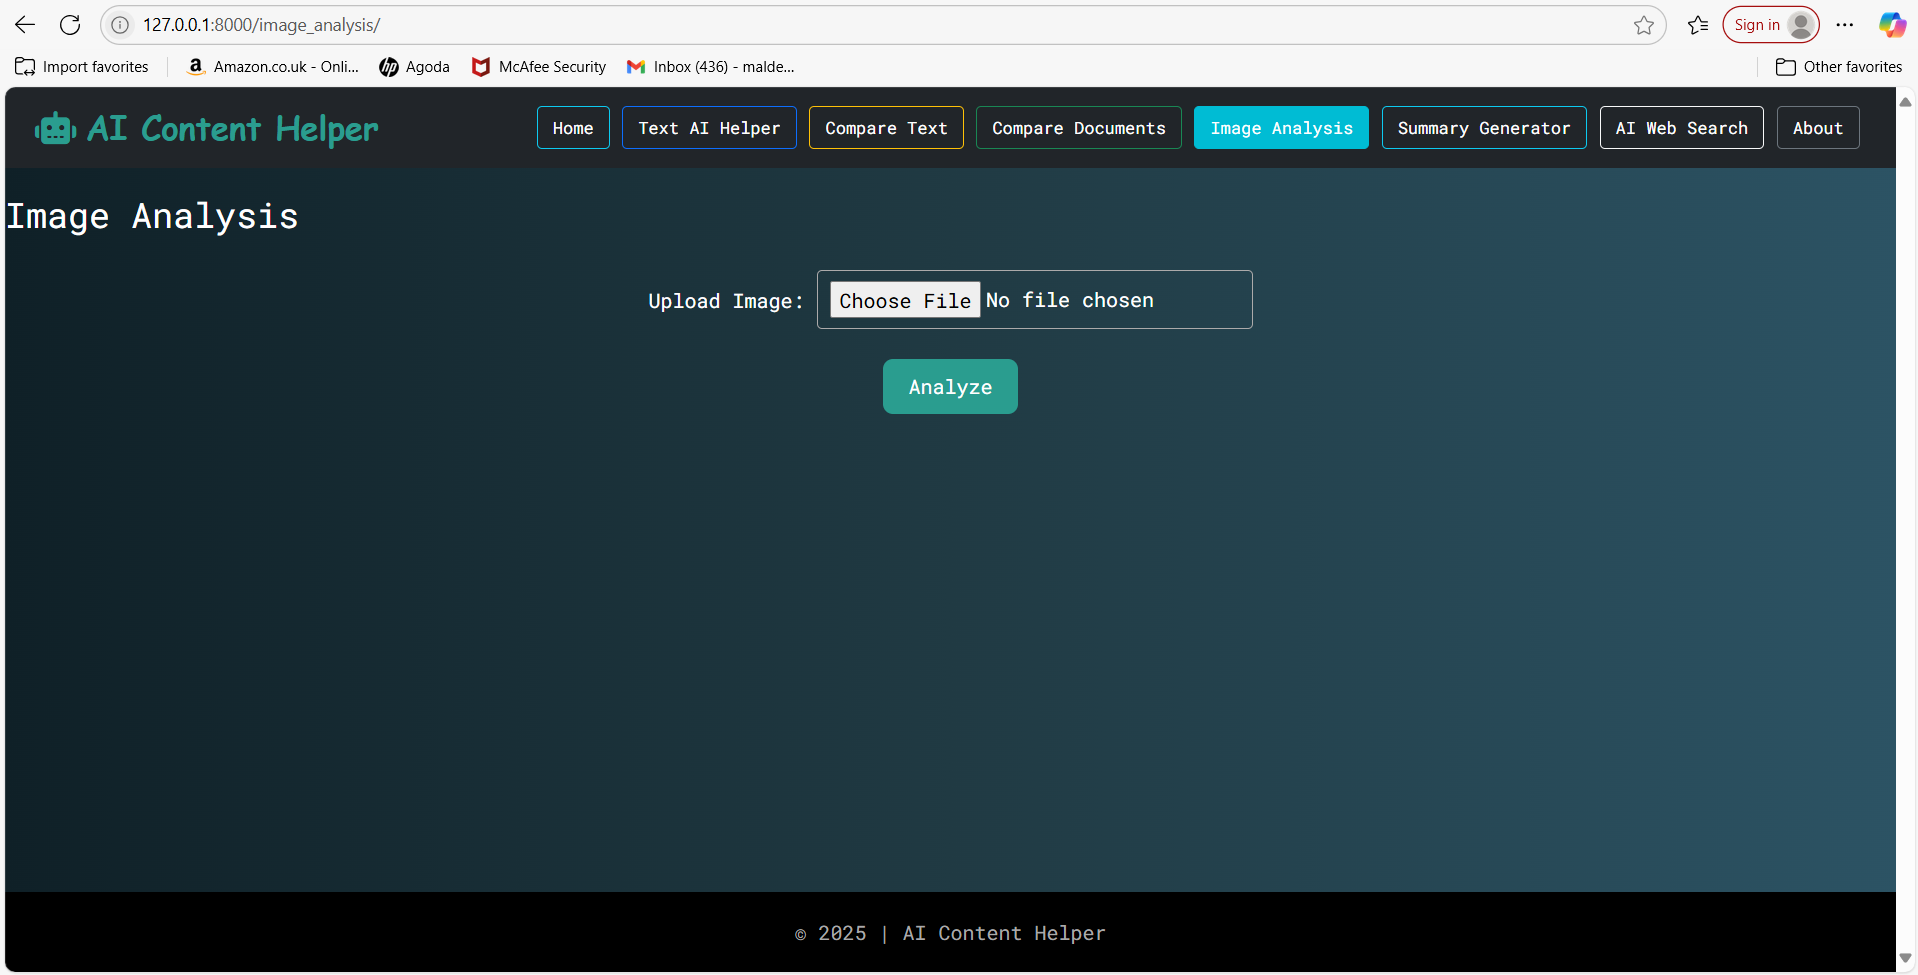 127.0.0.1:8000/image_analysis/
Sign in
Import favorites
Amazon.co.uk - Onli...
Agoda
McAfee Security
Inbox (436) - malde...
Other favorites
AI Content Helper
Home
Text AI Helper
Compare Text
Compare Documents
Image Analysis
Summary Generator
AI Web Search
About
Image Analysis
Upload Image: Choose File No file chosen
Analyze
© 2025 | AI Content Helper